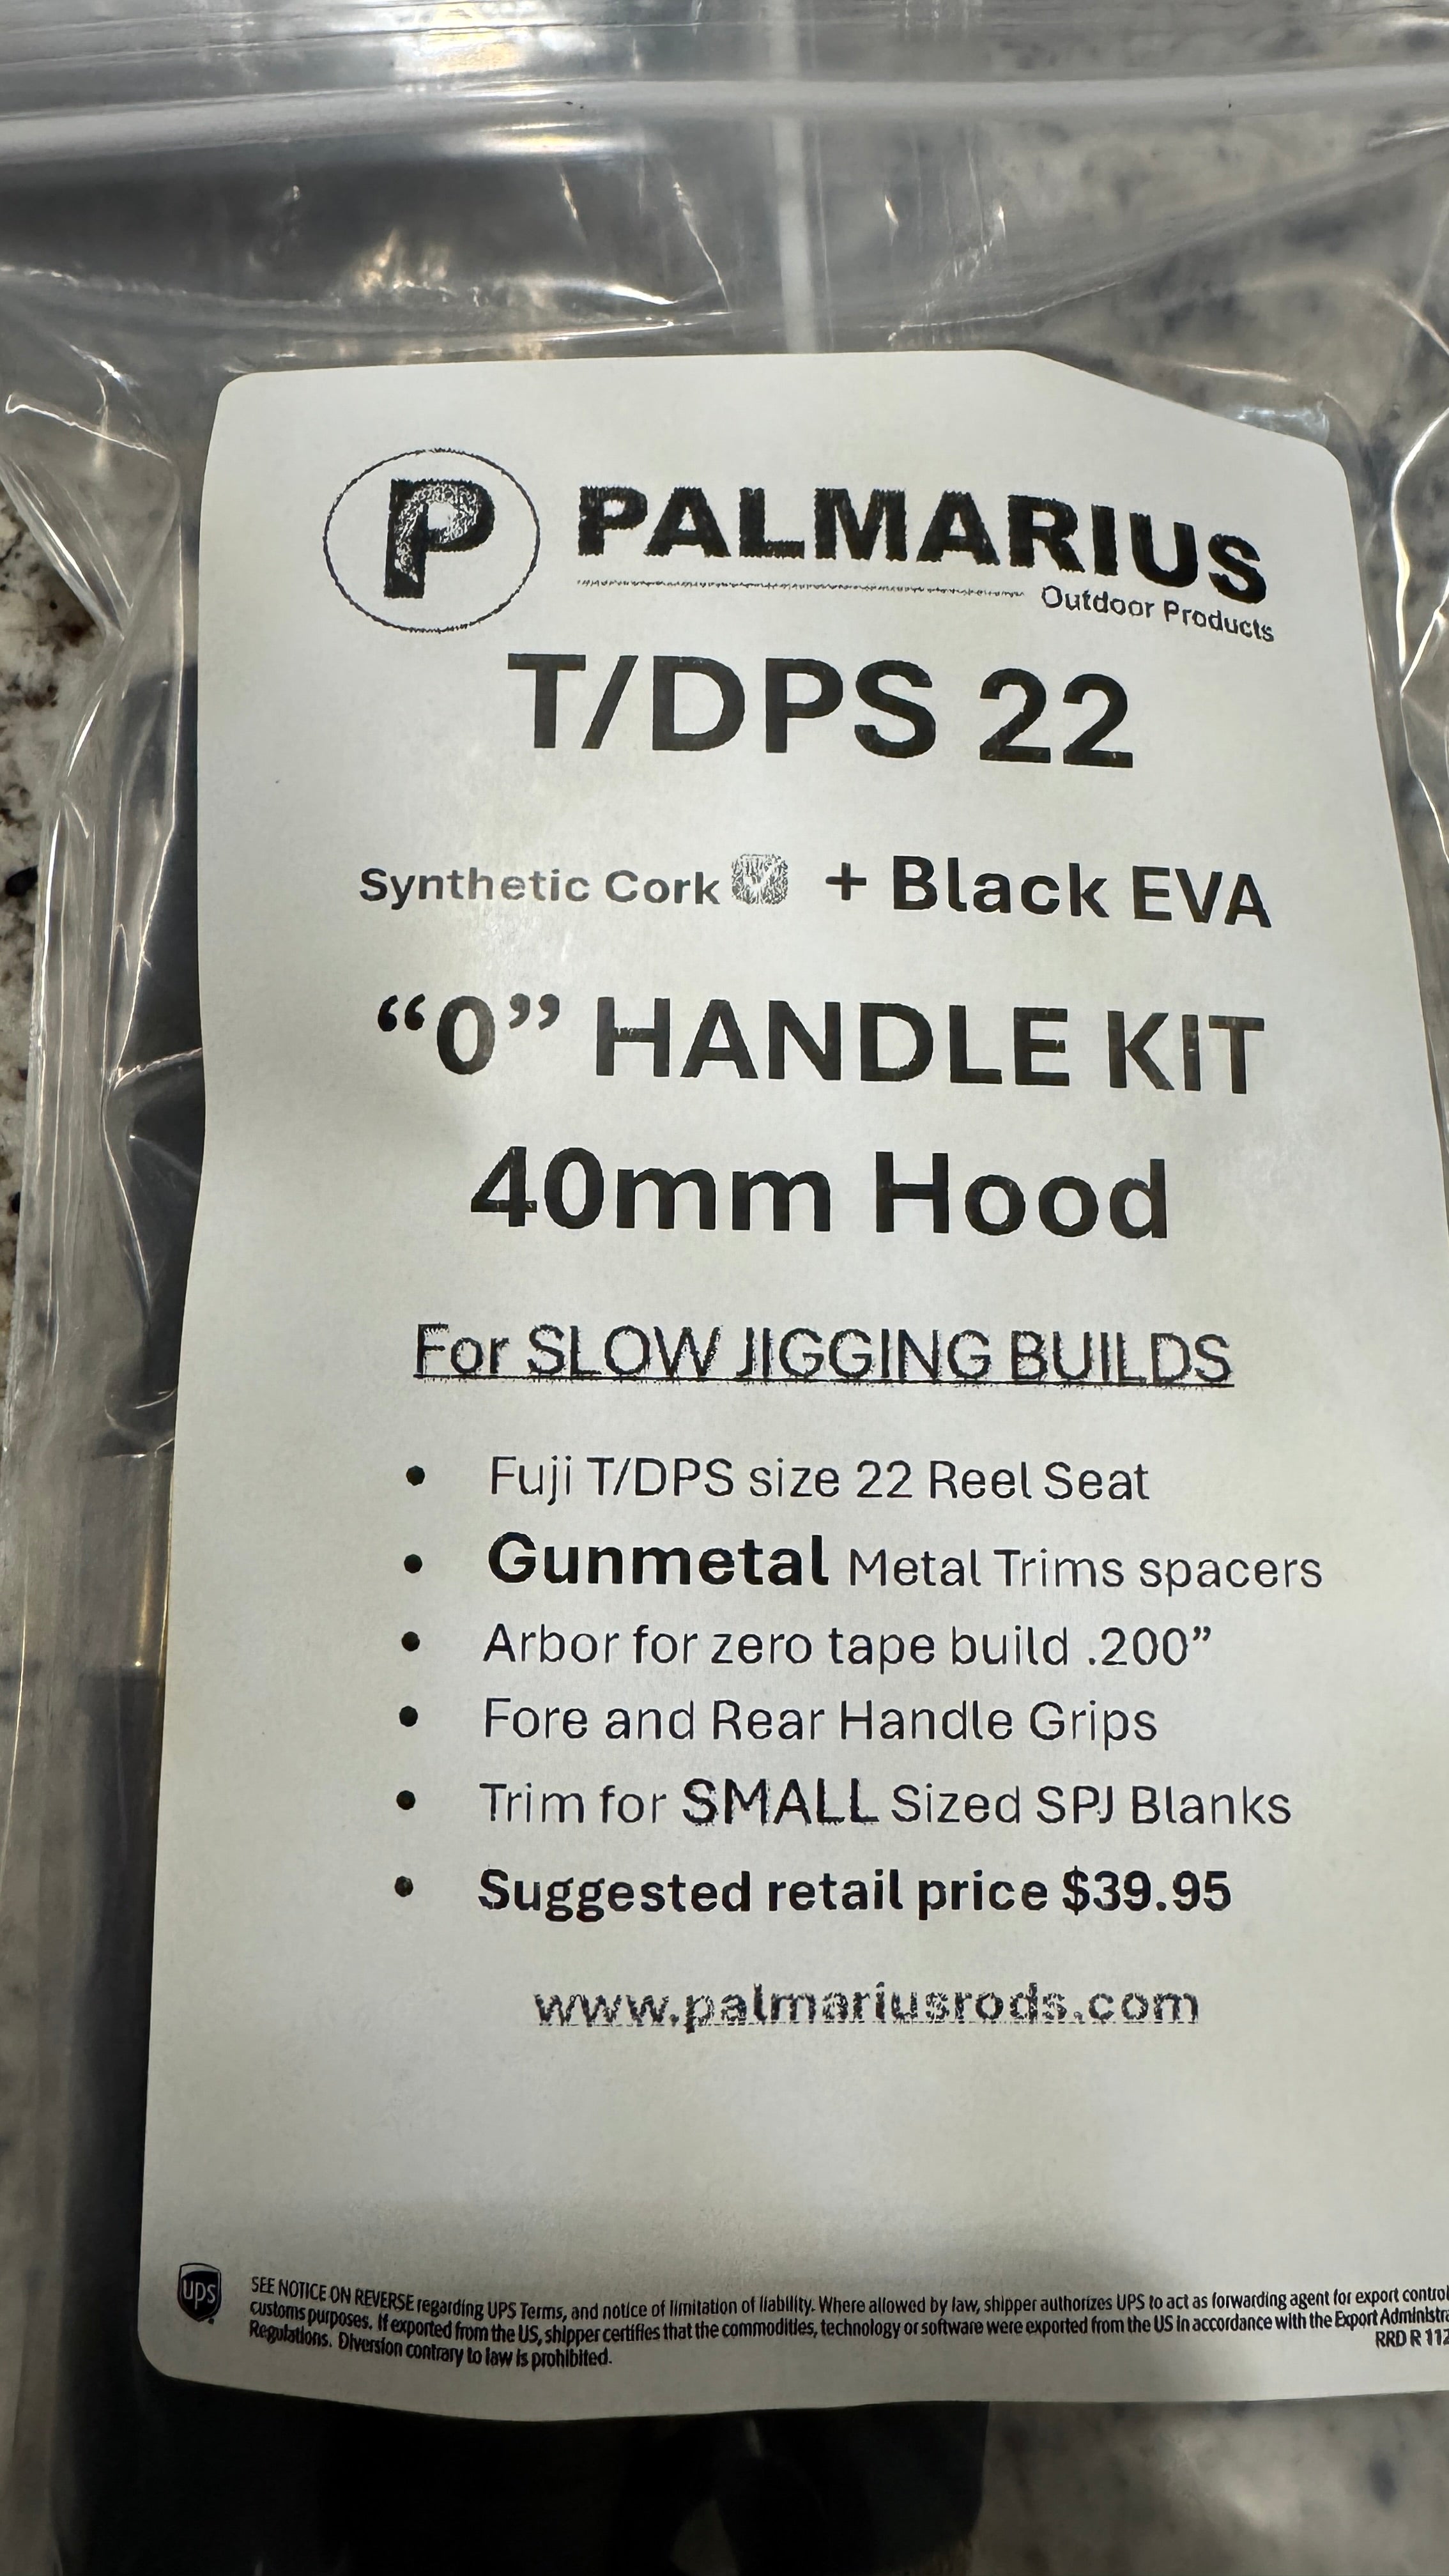 P PALMARIUS
Outdoor Products
T/DPS 22
Synthetic Cork + Black EVA
“0” HANDLE KIT
40mm Hood
For SLOW JIGGING BUILDS
• Fuji T/DPS size 22 Reel Seat
• Gunmetal Metal Trims spacers
• Arbor for zero tape build .200”
• Fore and Rear Handle Grips
• Trim for SMALL Sized SPJ Blanks
• Suggested retail price $39.95
www.palmariusrods.com
ups
SEE NOTICE ON REVERSE regarding UPS Terms, and notice of limitation of liability. Where allowed by law, shipper authorizes UPS to act as forwarding agent for export control
customs purposes. If exported from the US, shipper certifies that the commodities, technology or software were exported from the US in accordance with the Export Administra
Regulations. Diversion contrary to law is prohibited.
RRD R 112